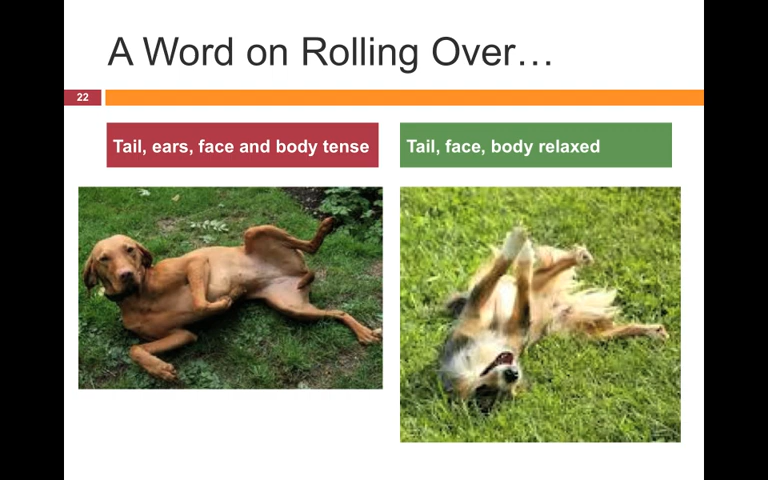 A Word on Rolling Over…
22
Tail, ears, face and body tense
Tail, face, body relaxed